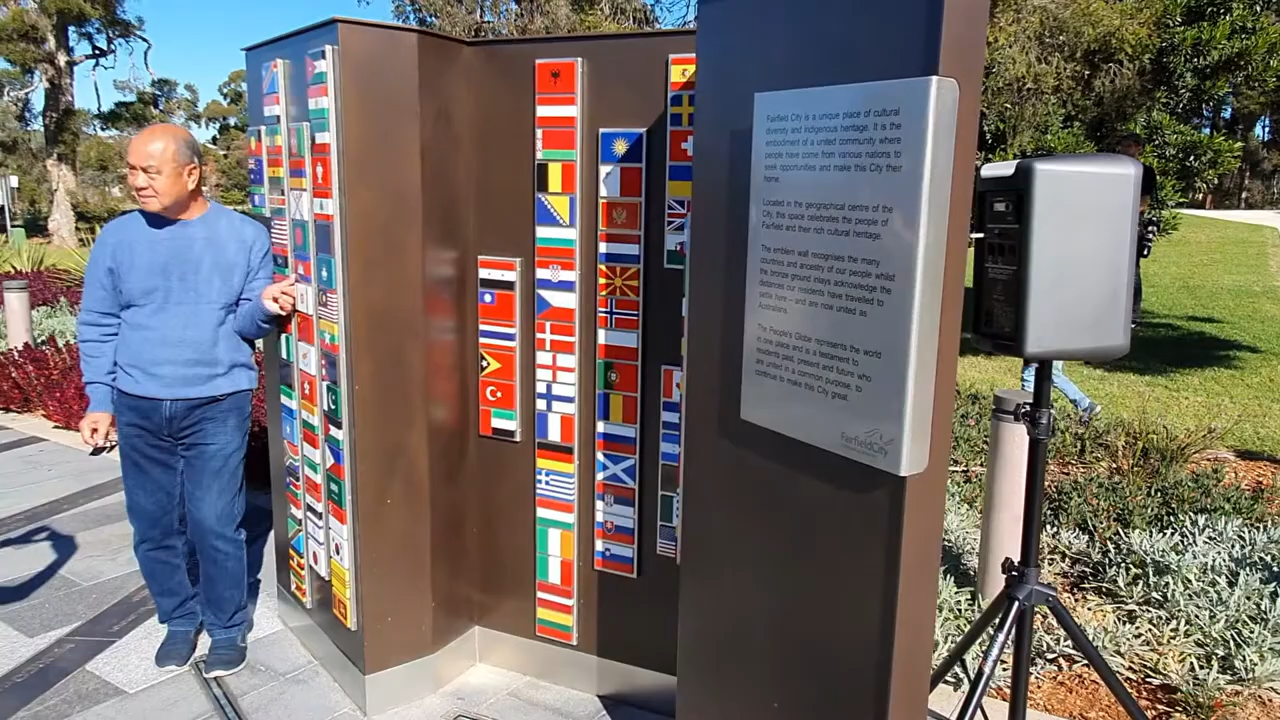 Fairfield City is a unique place of cultural
diversity and indigenous heritage. It is the
embodiment of a united community where
people have come from various nations to
seek opportunities and make this City their
home.
Located in the geographical centre of the
City, this space celebrates the people of
Fairfield and their rich cultural heritage.
The emblem wall recognises the many
countries and ancestry of our people whilst
the bronze ground inlays acknowledge the
distances our residents have travelled to
settle here – and are now united as
Australians.
The People's Globe represents the world
in one place and is a testament to
residents past, present and future who
are united in a common purpose, to
continue to make this City great.
FairfieldCity